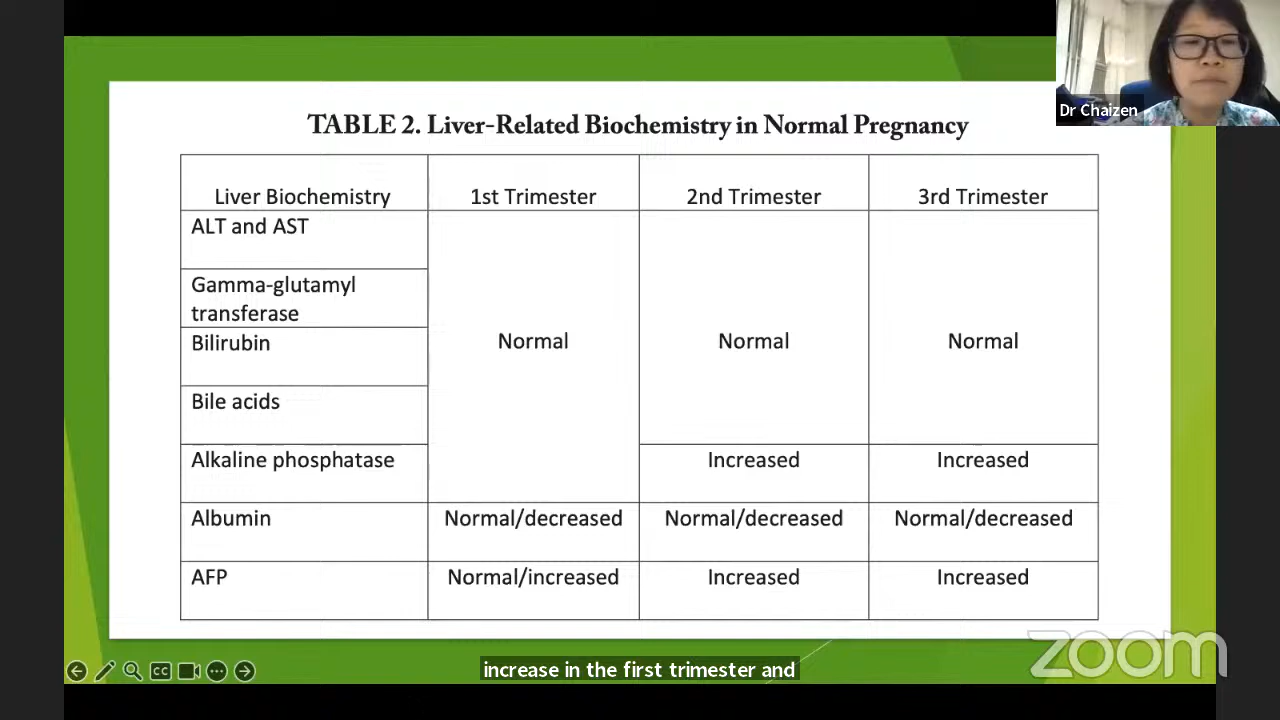 Dr Chaizen
TABLE 2. Liver-Related Biochemistry in Normal Pregnancy
Liver Biochemistry 1st Trimester 2nd Trimester 3rd Trimester
ALT and AST
Gamma-glutamyl
transferase
Bilirubin
Normal Normal Normal
Bile acids
Alkaline phosphatase Increased Increased
Albumin Normal/decreased Normal/decreased Normal/decreased
AFP Normal/increased Increased Increased
zoom
CC
increase in the first trimester and